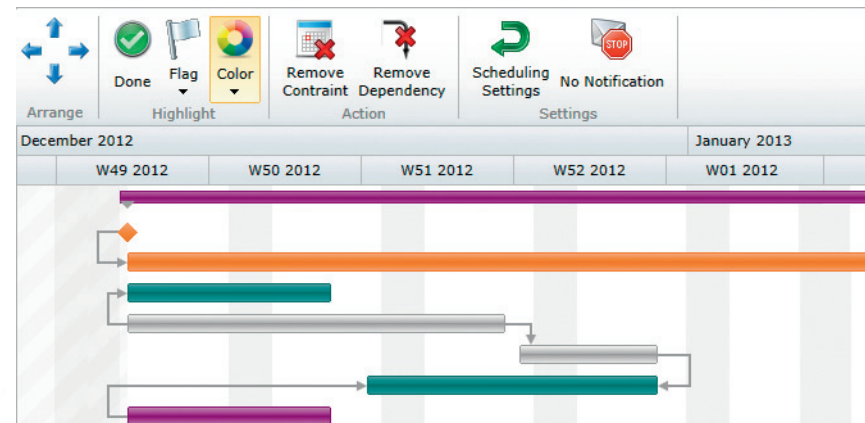 Done
Flag
Color
Remove
Contraint
Remove
Dependency
Scheduling
Settings
STOP
No Notification
Arrange
Highlight
Action
Settings
December 2012
January 2013
W49 2012
W50 2012
W51 2012
W52 2012
W01 2012